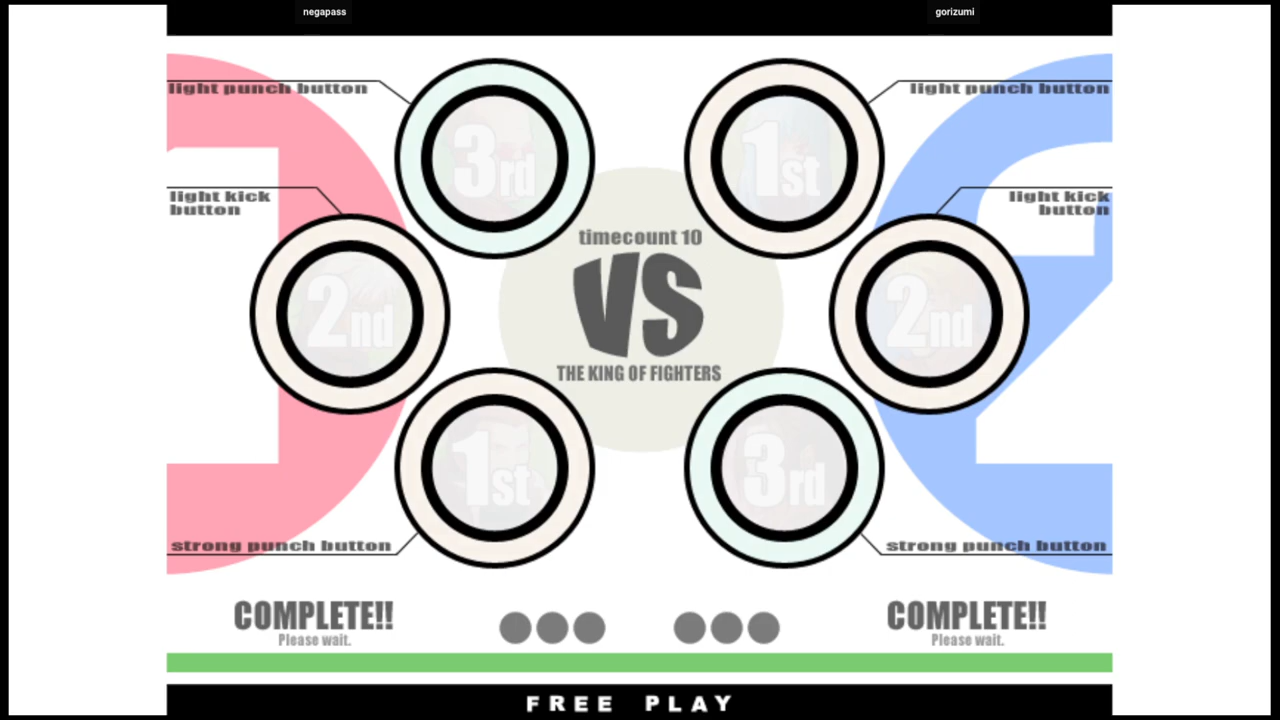 negapass
gorizumi
light punch button
3rd
1st
light punch button
light kick
button
light kick
button
2nd
timecount 10
VS
THE KING OF FIGHTERS
2nd
1st
3rd
strong punch button
strong punch button
COMPLETE!!
Please wait.
COMPLETE!!
Please wait.
FREE PLAY